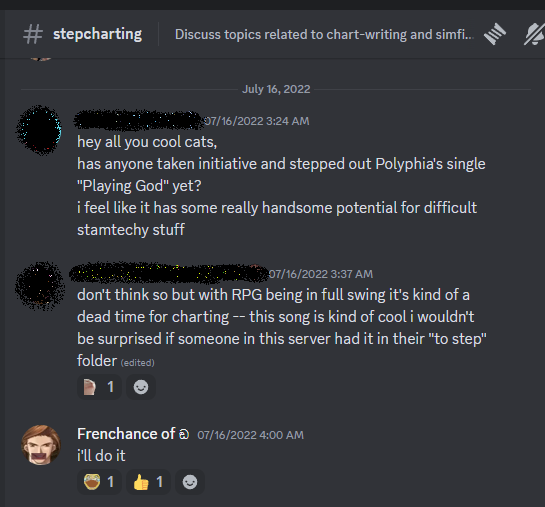 # stepcharting
Discuss topics related to chart-writing and simfi...
July 16, 2022
07/16/2022 3:24 AM
hey all you cool cats,
has anyone taken initiative and stepped out Polyphia's single
"Playing God" yet?
i feel like it has some really handsome potential for difficult
stamtechy stuff
07/16/2022 3:37 AM
don't think so but with RPG being in full swing it's kind of a
dead time for charting -- this song is kind of cool i wouldn't
be surprised if someone in this server had it in their "to step"
folder (edited)
1
Frenchance of 07/16/2022 4:00 AM
i'll do it
1 1